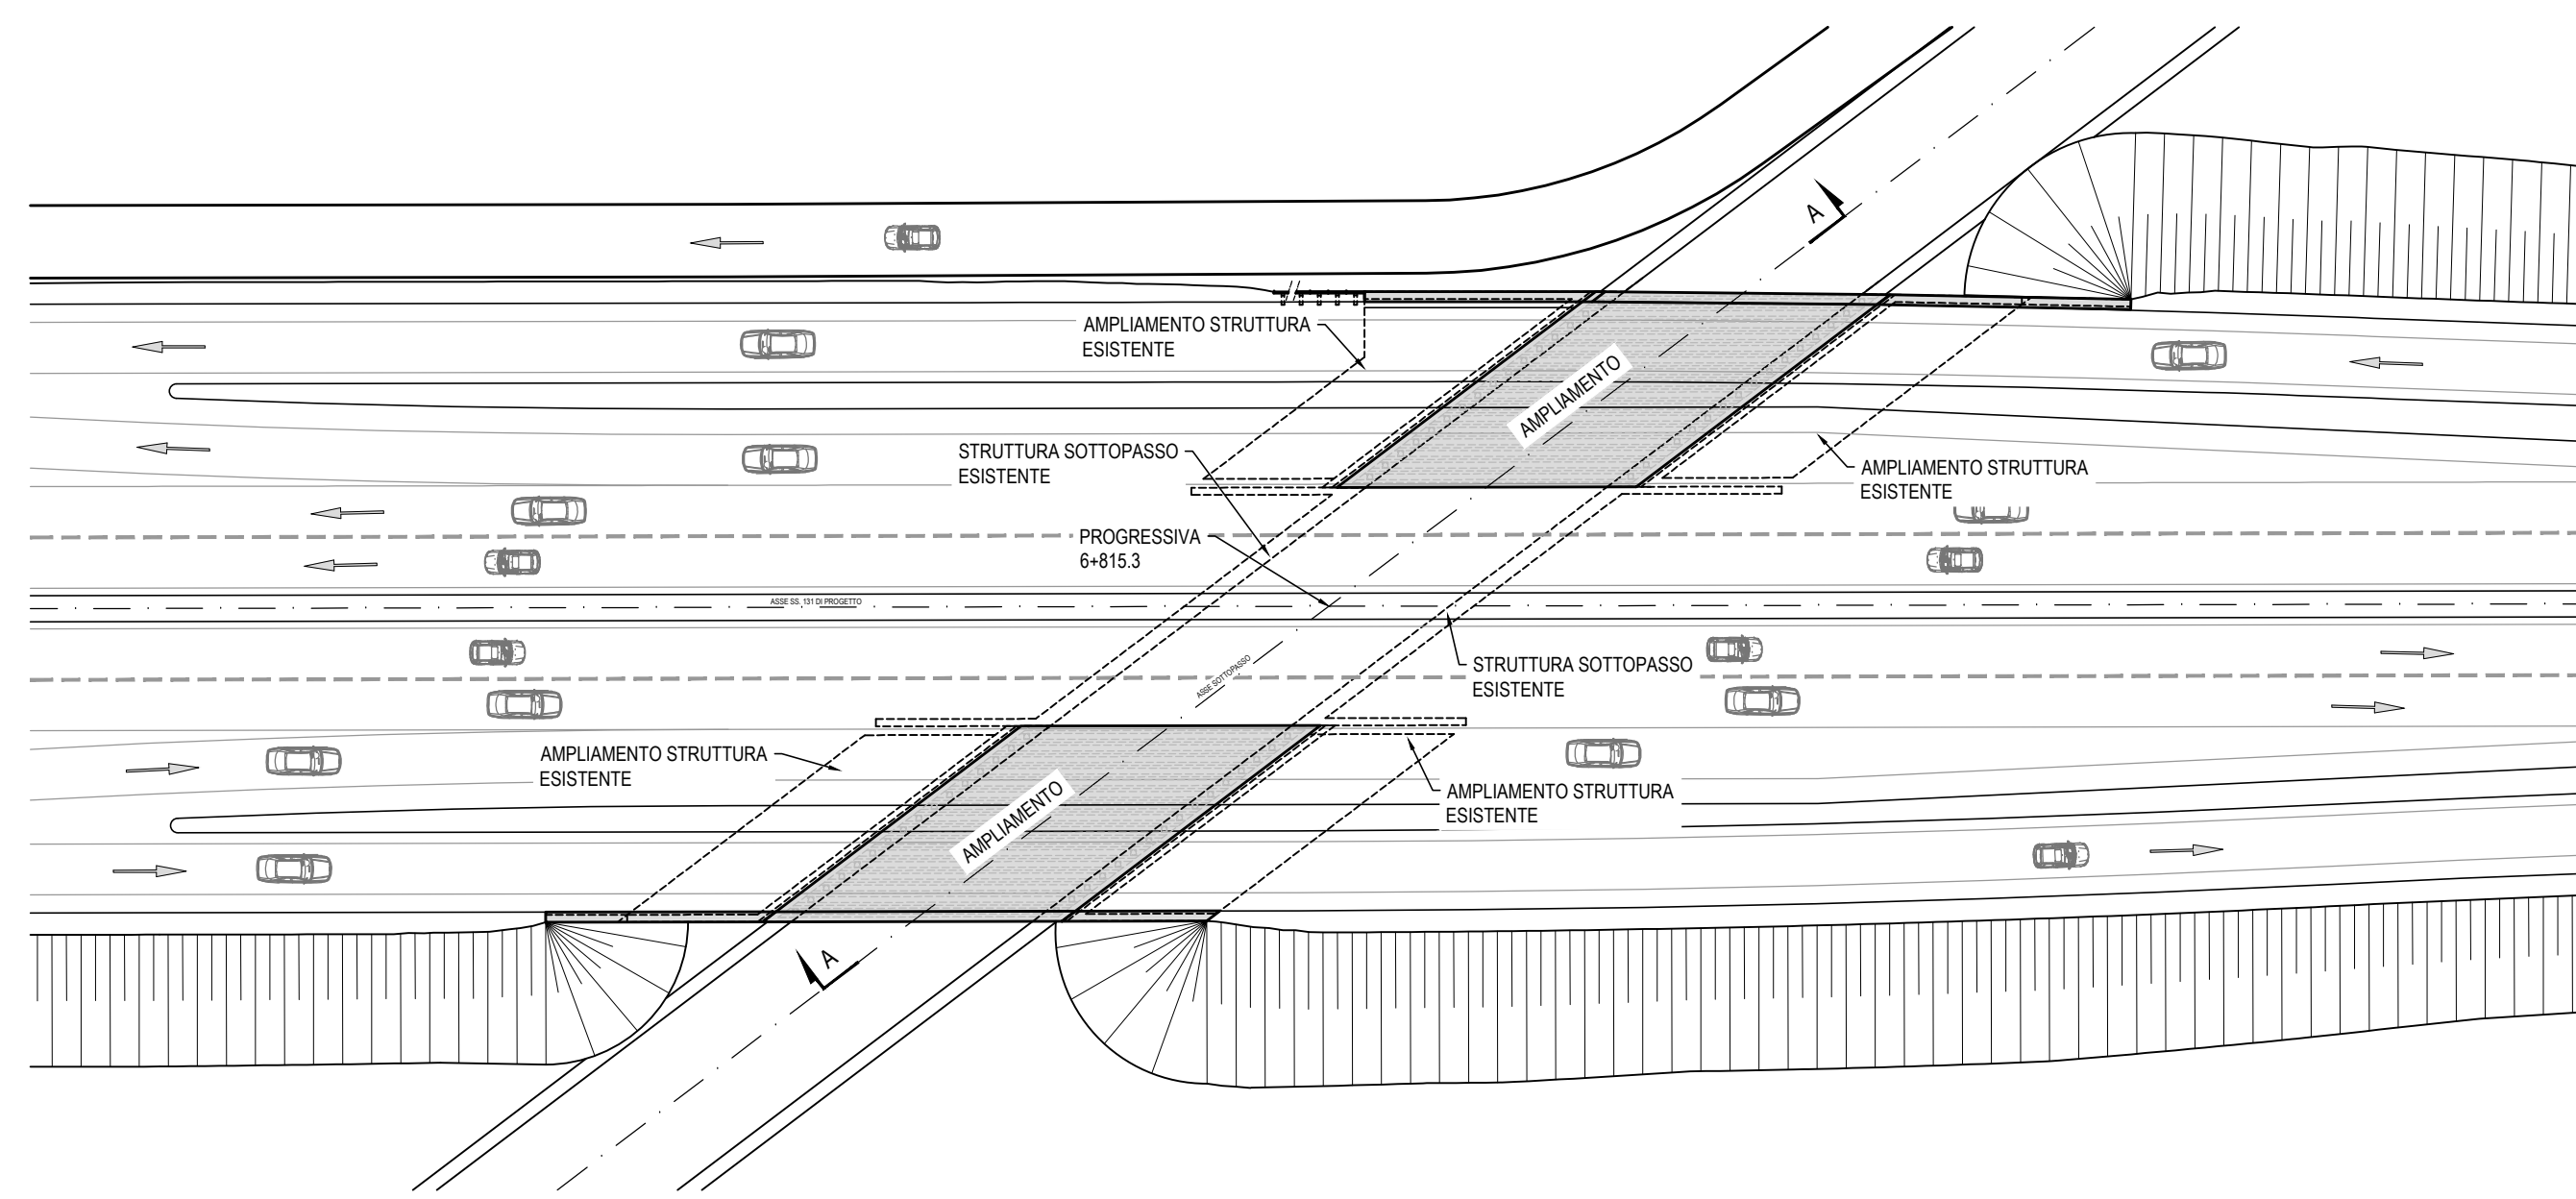 A
AMPLIAMENTO STRUTTURA
ESISTENTE
AMPLIAMENTO
STRUTTURA SOTTOPASSO
ESISTENTE
AMPLIAMENTO STRUTTURA
ESISTENTE
PROGRESSIVA
6+815.3
ASSE SS. 131 DI PROGETTO
STRUTTURA SOTTOPASSO
ESISTENTE
ASSE SOTTOPASSO
AMPLIAMENTO STRUTTURA
ESISTENTE
AMPLIAMENTO
AMPLIAMENTO STRUTTURA
ESISTENTE
A